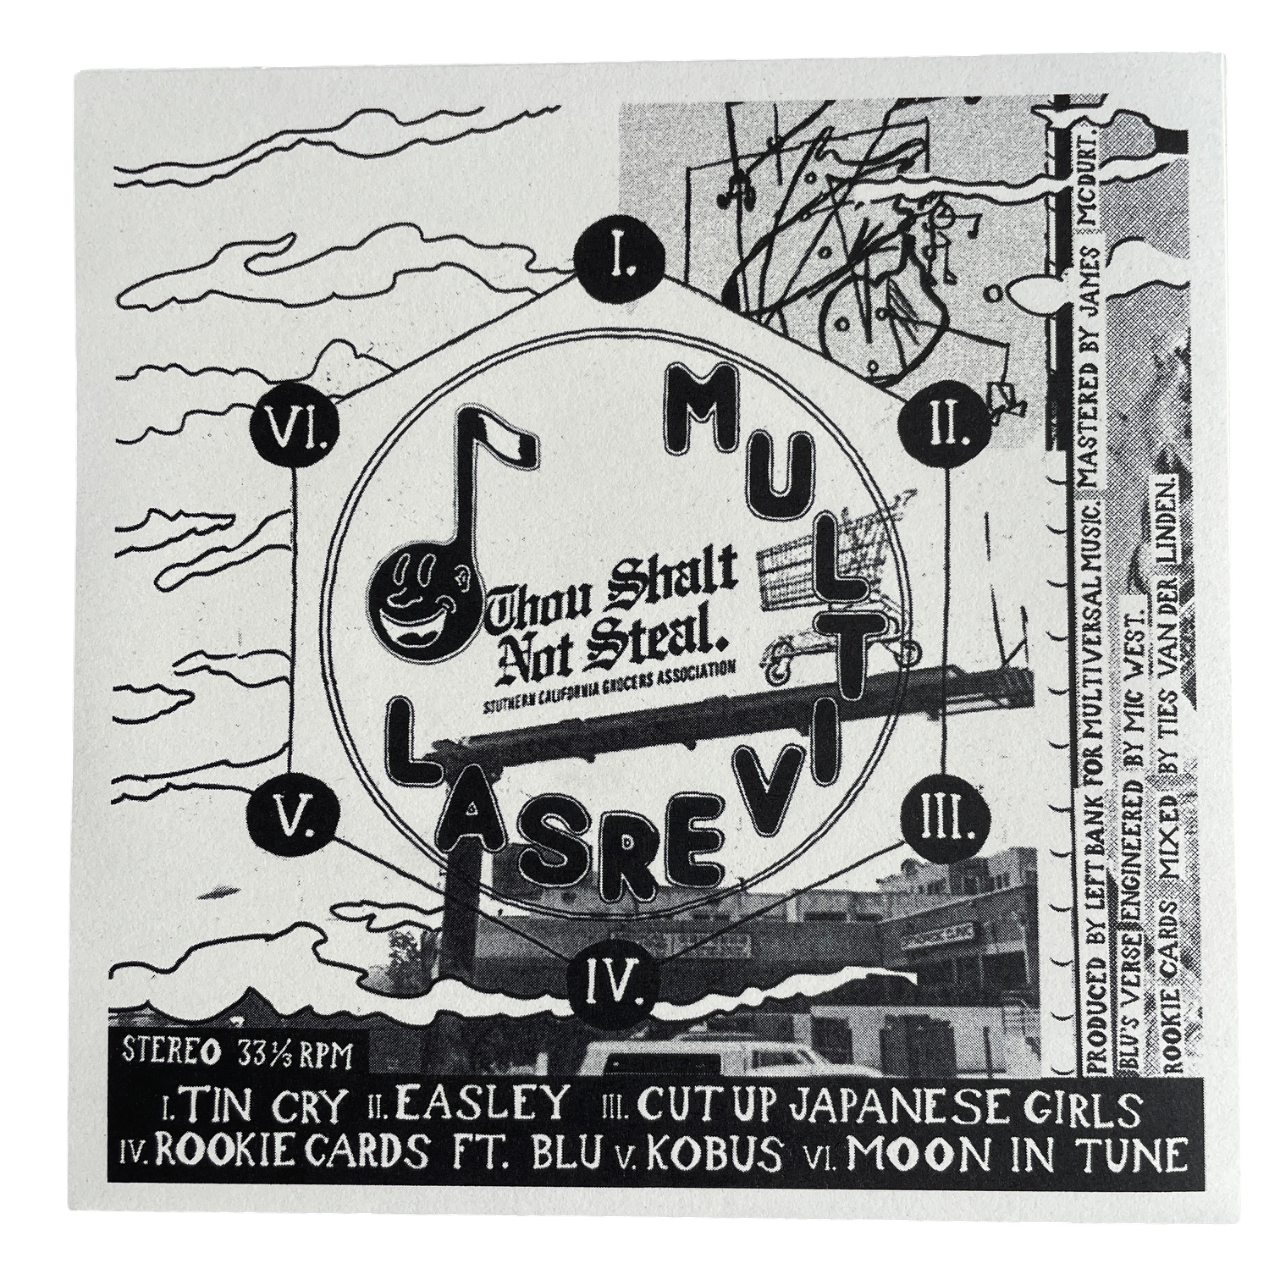 I.
II.
III.
IV.
V.
VI.
MULTIVERSAL
Thou Shalt
Not Steal.
SOUTHERN CALIFORNIA GROCERS ASSOCIATION
PRODUCED BY LEFT BANK FOR MULTIVERSAL MUSIC. MASTERED BY JAMES MCDURT.
BLU'S VERSE ENGINEERED BY MIC WEST.
ROOKIE CARDS MIXED BY TIES VAN DER LINDEN.
STEREO 33⅓ RPM
I. TIN CRY II. EASLEY III. CUT UP JAPANESE GIRLS
IV. ROOKIE CARDS FT. BLU V. KOBUS VI. MOON IN TUNE